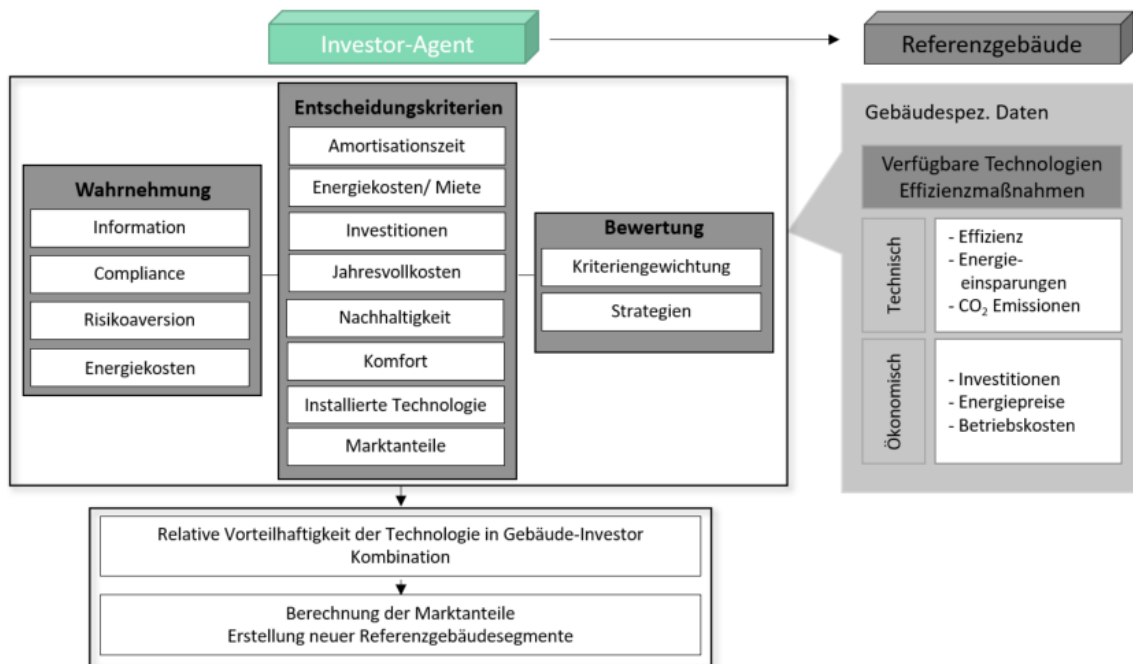 Investor-Agent
Referenzgebäude
Wahrnehmung
Information
Compliance
Risikoaversion
Energiekosten
Entscheidungskriterien
Amortisationszeit
Energiekosten/ Miete
Investitionen
Jahresvollkosten
Nachhaltigkeit
Komfort
Installierte Technologie
Marktanteile
Bewertung
Kriteriengewichtung
Strategien
Gebäudespez. Daten
Verfügbare Technologien
Effizienzmaßnahmen
Technisch
- Effizienz
- Energie-
einsparungen
- CO₂ Emissionen
Ökonomisch
- Investitionen
- Energiepreise
- Betriebskosten
Relative Vorteilhaftigkeit der Technologie in Gebäude-Investor
Kombination
Berechnung der Marktanteile
Erstellung neuer Referenzgebäudesegmente